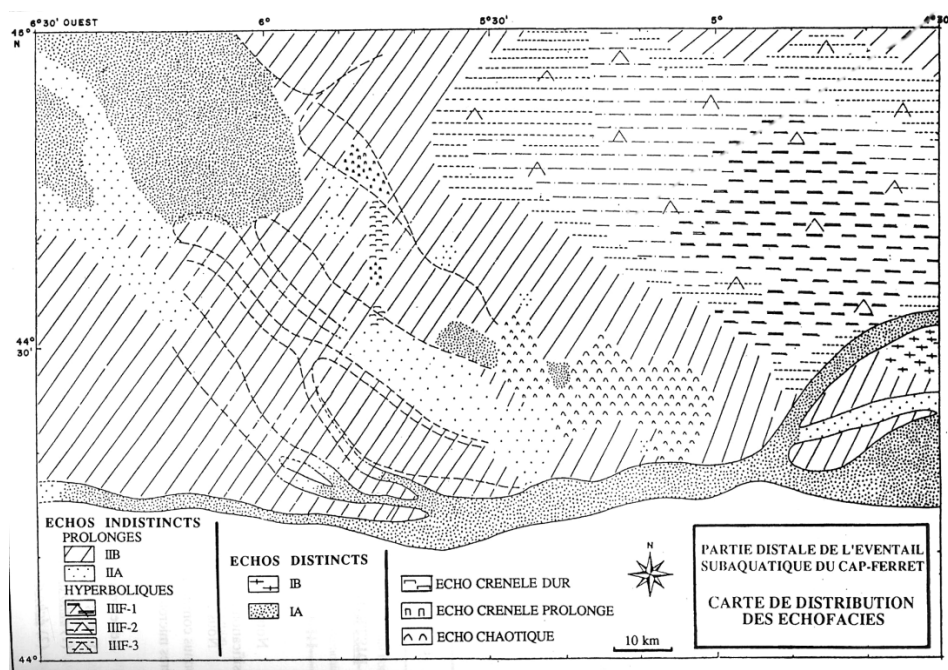 6°30' OUEST
6°
5°30'
5°
4°30
N
44°
30'
ECHOS INDISTINCTS
PROLONGES
IIB
IIA
HYPERBOLIQUES
IIIF-1
IIIF-2
IIIF-3
44°
ECHOS DISTINCTS
IB
IA
ECHO CRENELE DUR
ECHO CRENELE PROLONGE
ECHO CHAOTIQUE
N
10 km
PARTIE DISTALE DE L'EVENTAIL
SUBAQUATIQUE DU CAP-FERRET
CARTE DE DISTRIBUTION
DES ECHOFACIES